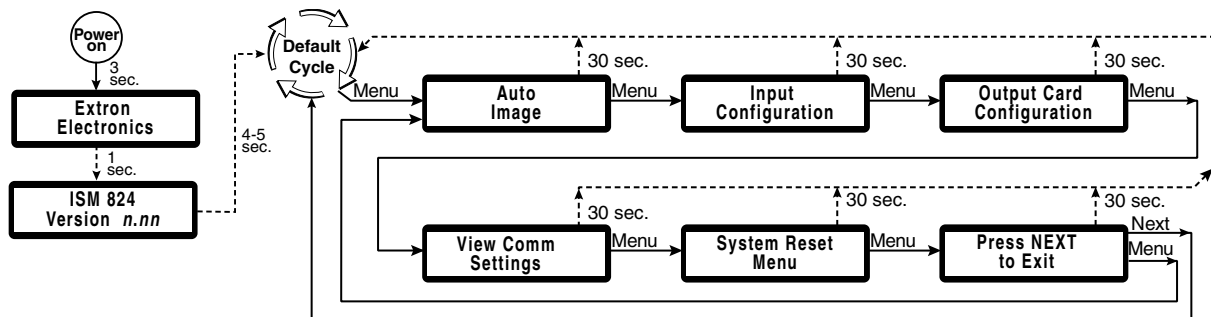 Power
on
3
sec.
Extron
Electronics
1
sec.
ISM 824
Version n.nn
4-5
sec.
Default
Cycle
Menu
Auto
Image
30 sec.
Menu
Input
Configuration
30 sec.
Menu
Output Card
Configuration
30 sec.
Menu
View Comm
Settings
30 sec.
Menu
System Reset
Menu
30 sec.
Menu
Press NEXT
to Exit
30 sec.
Next
Menu